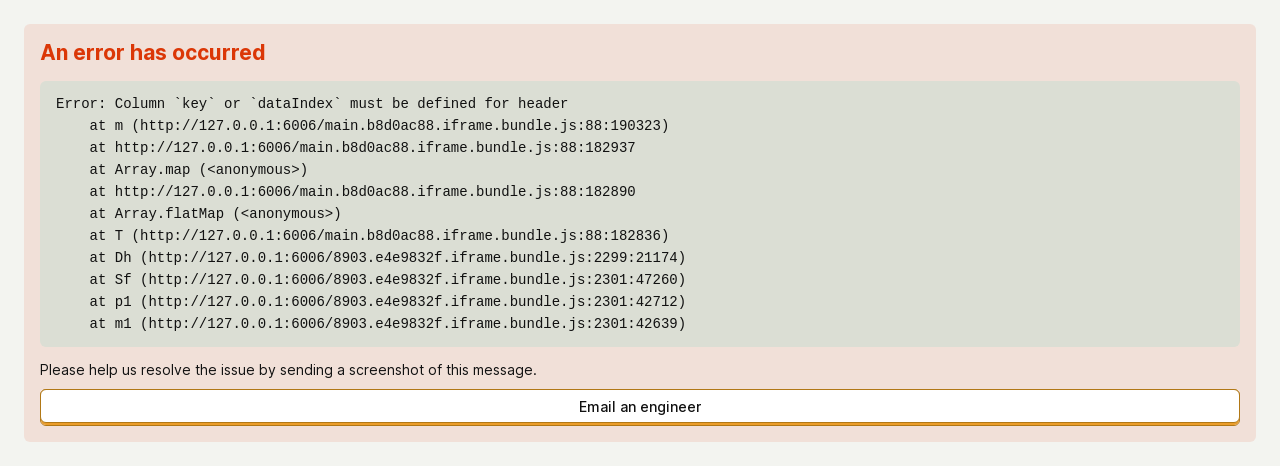 An error has occurred
Error: Column `key` or `dataIndex` must be defined for header
    at m (http://127.0.0.1:6006/main.b8d0ac88.iframe.bundle.js:88:190323)
    at http://127.0.0.1:6006/main.b8d0ac88.iframe.bundle.js:88:182937
    at Array.map (<anonymous>)
    at http://127.0.0.1:6006/main.b8d0ac88.iframe.bundle.js:88:182890
    at Array.flatMap (<anonymous>)
    at T (http://127.0.0.1:6006/main.b8d0ac88.iframe.bundle.js:88:182836)
    at Dh (http://127.0.0.1:6006/8903.e4e9832f.iframe.bundle.js:2299:21174)
    at Sf (http://127.0.0.1:6006/8903.e4e9832f.iframe.bundle.js:2301:47260)
    at p1 (http://127.0.0.1:6006/8903.e4e9832f.iframe.bundle.js:2301:42712)
    at m1 (http://127.0.0.1:6006/8903.e4e9832f.iframe.bundle.js:2301:42639)
Please help us resolve the issue by sending a screenshot of this message.
Email an engineer